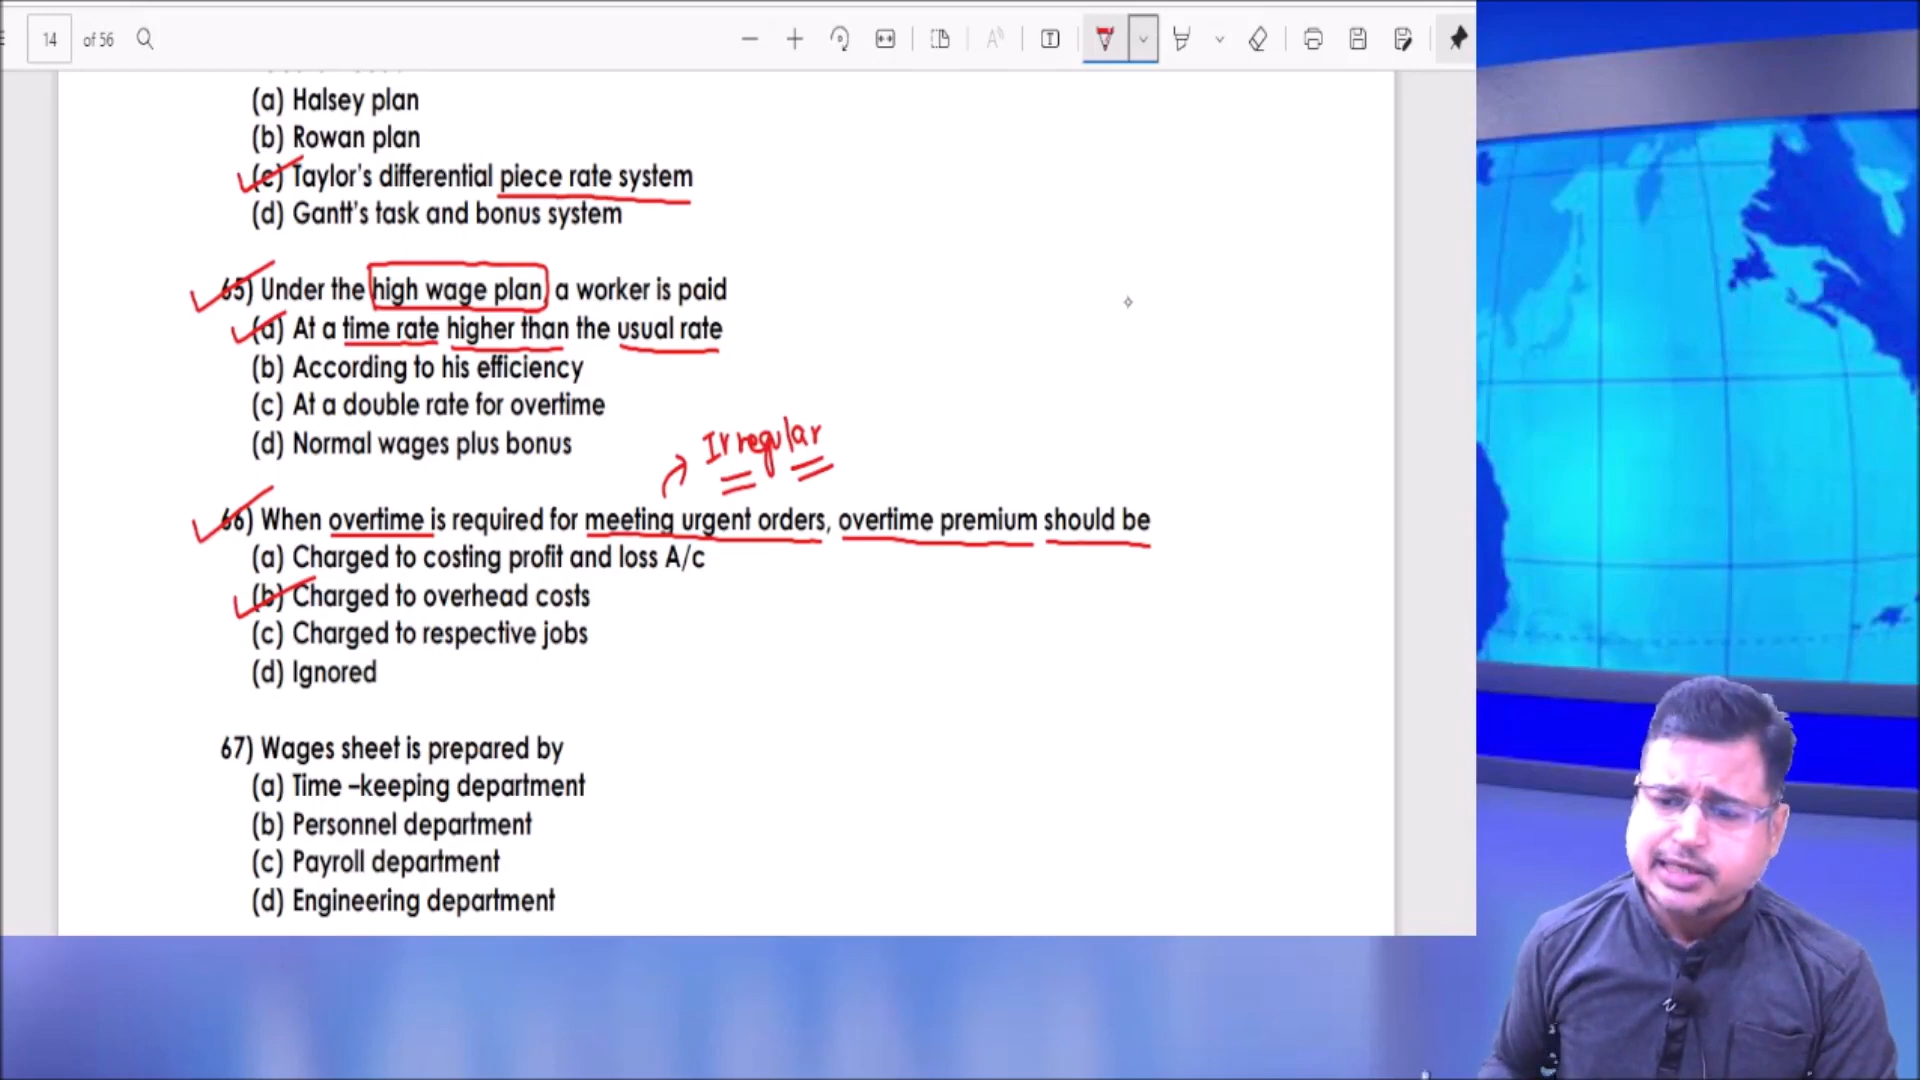 14 of 56
(a) Halsey plan
(b) Rowan plan
(c) Taylor's differential piece rate system
(d) Gantt's task and bonus system
65) Under the high wage plan, a worker is paid
(a) At a time rate higher than the usual rate
(b) According to his efficiency
(c) At a double rate for overtime
(d) Normal wages plus bonus
Irregular
66) When overtime is required for meeting urgent orders, overtime premium should be
(a) Charged to costing profit and loss A/c
(b) Charged to overhead costs
(c) Charged to respective jobs
(d) Ignored
67) Wages sheet is prepared by
(a) Time –keeping department
(b) Personnel department
(c) Payroll department
(d) Engineering department